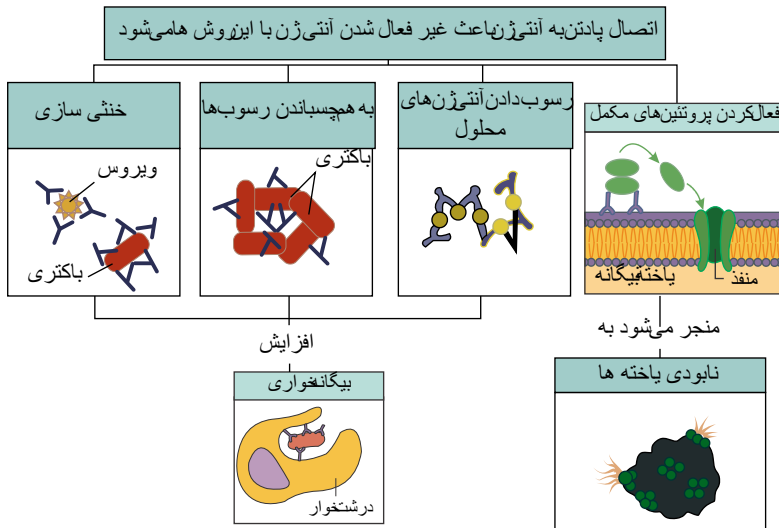 اتصال پادتن به آنتی‌ژن باعث غیر فعال شدن آنتی ژن با این روش ها می‌شود
فعال کردن پروتئین‌های مکمل
رسوب دادن آنتی‌ژن‌های
محلول
به هم چسباندن رسوب‌ها
خنثی سازی
ویروس
باکتری
باکتری
یاخته بیگانه
منفذ
منجر می‌شود به
افزایش
نابودی یاخته ها
بیگانه خواری
درشت‌خوار